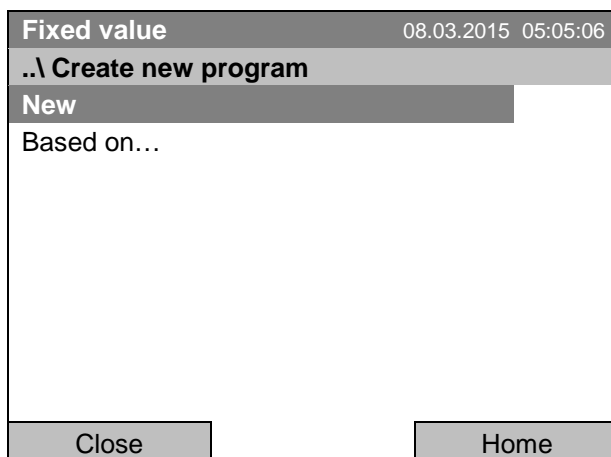 Fixed value 08.03.2015 05:05:06
..\ Create new program
New
Based on…
Close Home